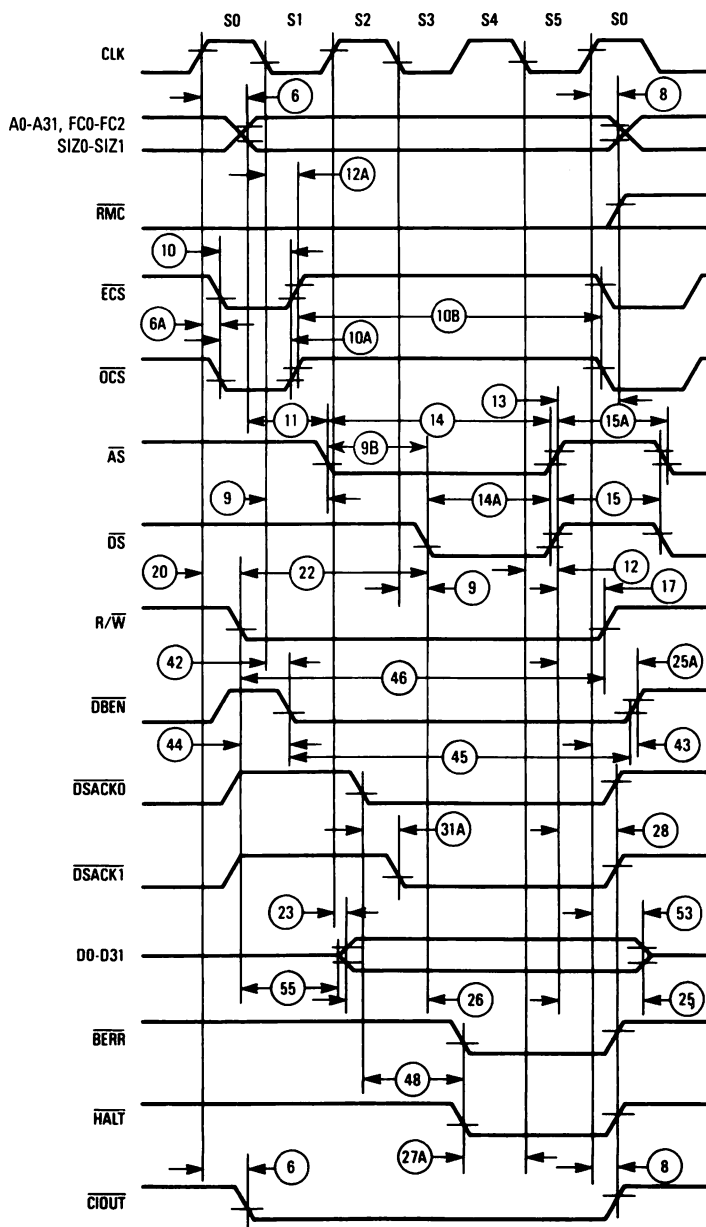 S0 S1 S2 S3 S4 S5 S0
CLK
6 8
A0-A31, FC0-FC2
SIZ0-SIZ1
12A
RMC
10
ECS
6A 10B
10A
OCS
13
11 14 15A
9B
AS
9 14A 15
DS
20 22 12
9 17
R/W
42 25A
46
DBEN
44 45 43
DSACK0
31A 28
DSACK1
23 53
D0-D31
55 26 25
BERR
48
HALT
27A
6 8
CIOUT